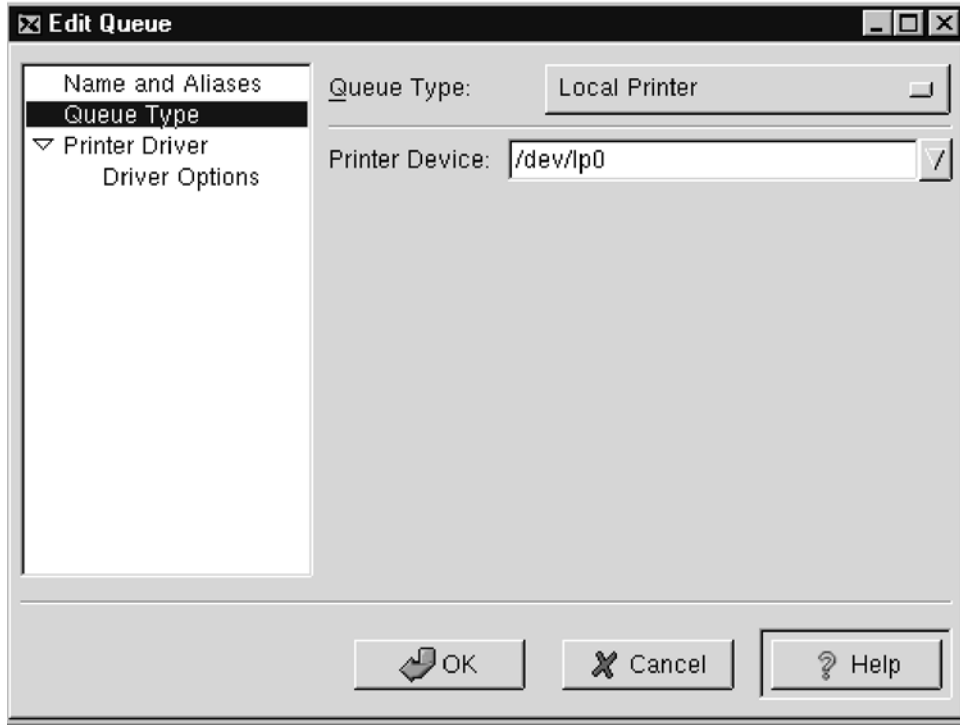 Edit Queue
Name and Aliases
Queue Type
Printer Driver
Driver Options
Queue Type: Local Printer
Printer Device: /dev/lp0
OK Cancel Help